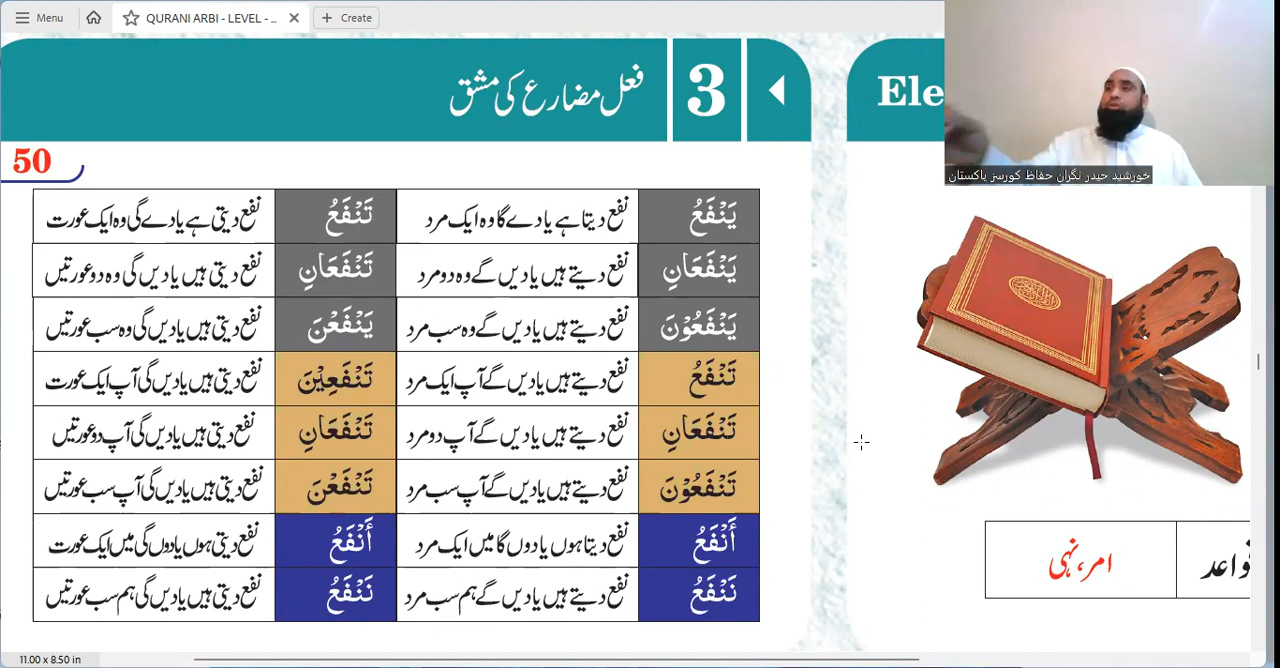 Menu
QURANI ARBI - LEVEL - ...
Create
فعل مضارع کی مشق
3
Ele
50
يَنْفَعُ نفع دیتا ہے یا دے گا وہ ایک مرد تَنْفَعُ نفع دیتی ہے یا دے گی وہ ایک عورت
يَنْفَعَانِ نفع دیتے ہیں یا دیں گے وہ دو مرد تَنْفَعَانِ نفع دیتی ہیں یا دیں گی وہ دو عورتیں
يَنْفَعُوْنَ نفع دیتے ہیں یا دیں گے وہ سب مرد يَنْفَعْنَ نفع دیتی ہیں یا دیں گی وہ سب عورتیں
تَنْفَعُ نفع دیتے ہیں یا دیں گے آپ ایک مرد تَنْفَعِيْنَ نفع دیتی ہیں یا دیں گی آپ ایک عورت
تَنْفَعَانِ نفع دیتے ہیں یا دیں گے آپ دو مرد تَنْفَعَانِ نفع دیتی ہیں یا دیں گی آپ دو عورتیں
تَنْفَعُوْنَ نفع دیتے ہیں یا دیں گے آپ سب مرد تَنْفَعْنَ نفع دیتی ہیں یا دیں گی آپ سب عورتیں
أَنْفَعُ نفع دیتا ہوں یا دوں گا میں ایک مرد أَنْفَعُ نفع دیتی ہوں یا دوں گی میں ایک عورت
نَنْفَعُ نفع دیتے ہیں یا دیں گے ہم سب مرد نَنْفَعُ نفع دیتی ہیں یا دیں گی ہم سب عورتیں
خورشید حیدر نگران حفاظ کورسز پاکستان
واعد امر، نہی
11.00 x 8.50 in